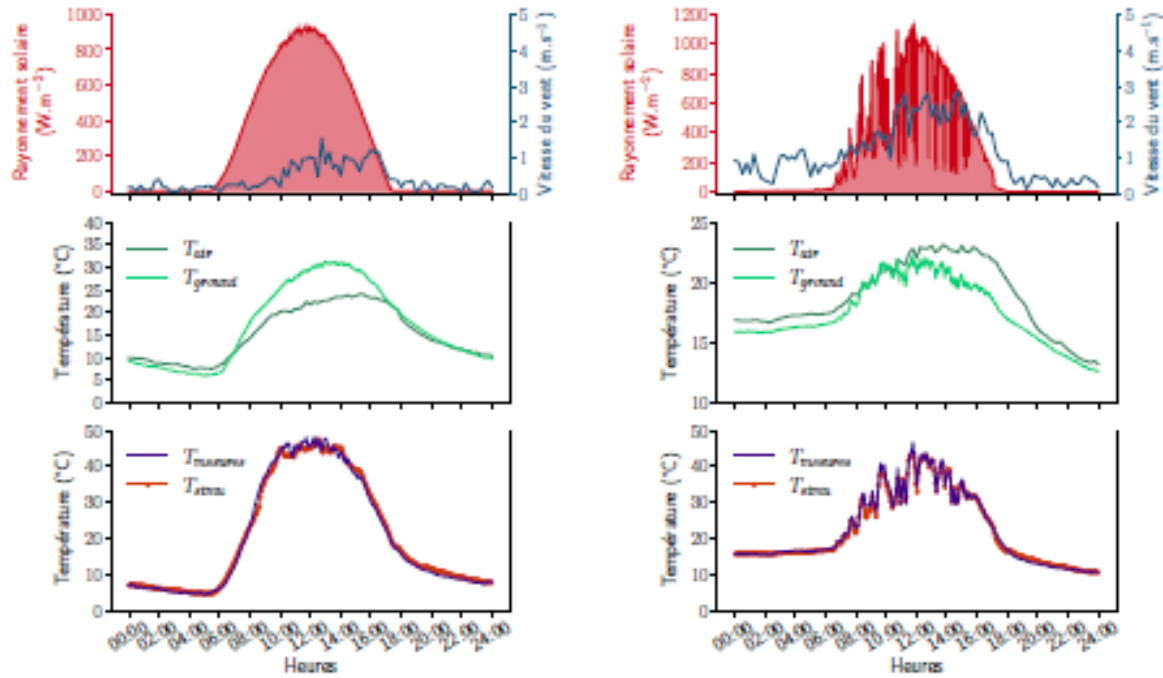 1000
800
600
400
200
0
Rayonnement solaire
(W.m⁻²)
5
4
3
2
1
0
Vitesse du vent (m.s⁻¹)
1200
1000
800
600
400
200
0
Rayonnement solaire
(W.m⁻²)
5
4
3
2
1
0
Vitesse du vent (m.s⁻¹)
40
35
30
25
20
15
10
5
0
Température (°C)
T_air
T_ground
25
20
15
10
Température (°C)
T_air
T_ground
50
40
30
20
10
0
Température (°C)
T_mesures
T_simu
00:00 02:00 04:00 06:00 08:00 10:00 12:00 14:00 16:00 18:00 20:00 22:00 24:00
Heures
50
40
30
20
10
0
Température (°C)
T_mesures
T_simu
00:00 02:00 04:00 06:00 08:00 10:00 12:00 14:00 16:00 18:00 20:00 22:00 24:00
Heures